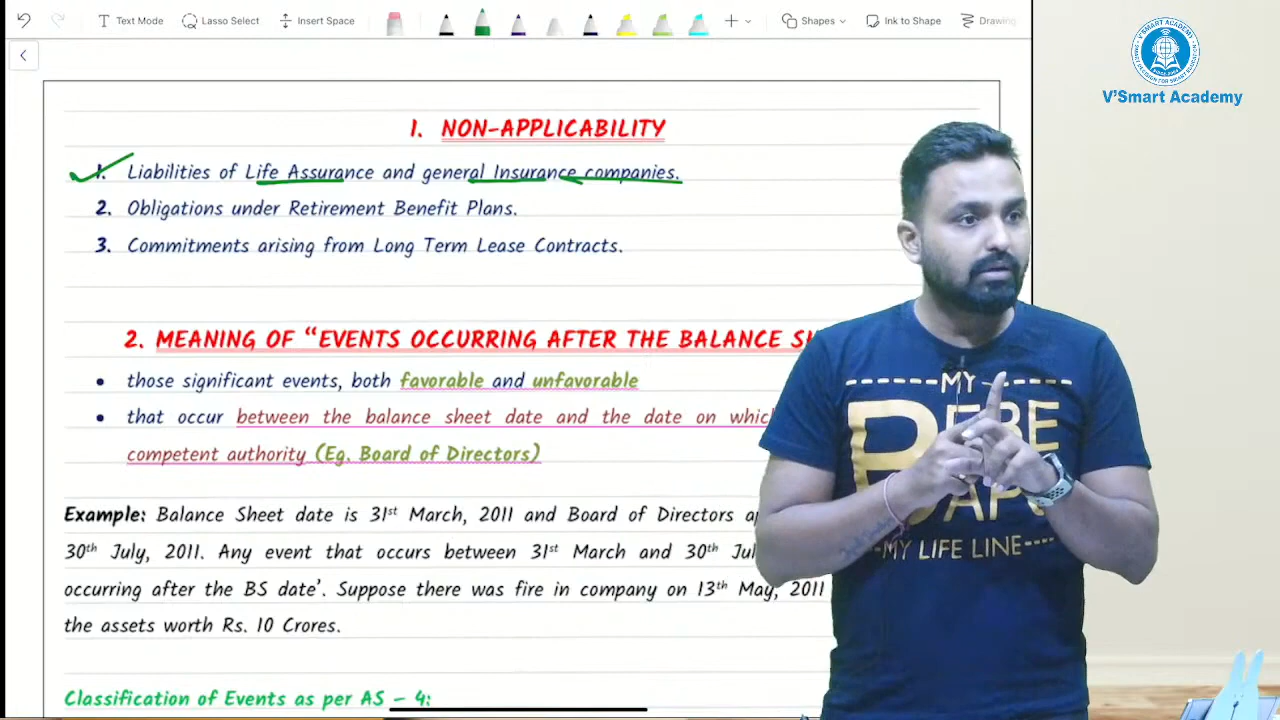 Text Mode
Lasso Select
Insert Space
Shapes
Ink to Shape
Drawing
V'SMART ACADEMY
V'Smart Academy
1. NON-APPLICABILITY
1. Liabilities of Life Assurance and general Insurance companies.
2. Obligations under Retirement Benefit Plans.
3. Commitments arising from Long Term Lease Contracts.
2. MEANING OF “EVENTS OCCURRING AFTER THE BALANCE
• those significant events, both favorable and unfavorable
• that occur between the balance sheet date and the date on which
competent authority (Eg. Board of Directors)
Example: Balance Sheet date is 31st March, 2011 and Board of Directors
30th July, 2011. Any event that occurs between 31st March and 30th
occurring after the BS date’. Suppose there was fire in company on 13th May, 2011
the assets worth Rs. 10 Crores.
Classification of Events as per AS – 4:
MY
MY LIFE LINE